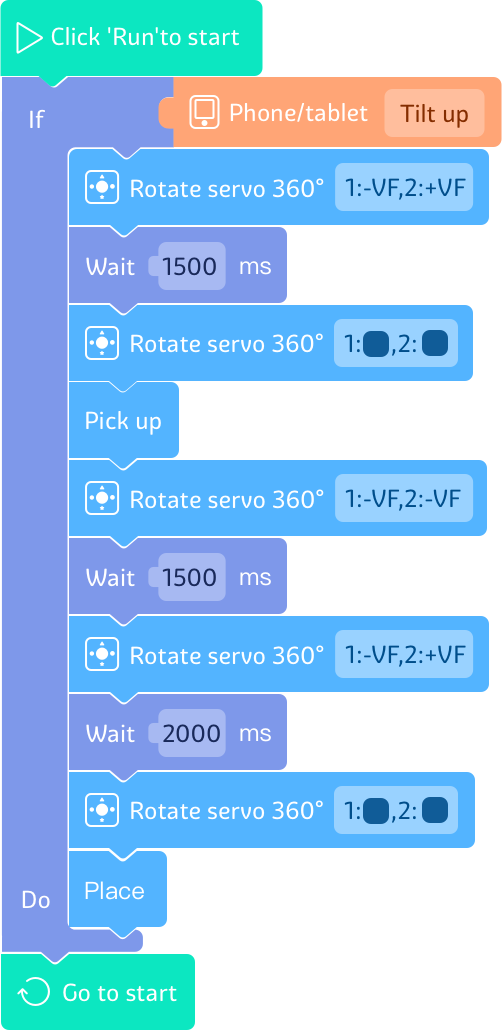 Click 'Run'to start
If Phone/tablet Tilt up
Rotate servo 360° 1:-VF,2:+VF
Wait 1500 ms
Rotate servo 360° 1: ,2:
Pick up
Rotate servo 360° 1:-VF,2:-VF
Wait 1500 ms
Rotate servo 360° 1:-VF,2:+VF
Wait 2000 ms
Rotate servo 360° 1: ,2:
Place
Do
Go to start